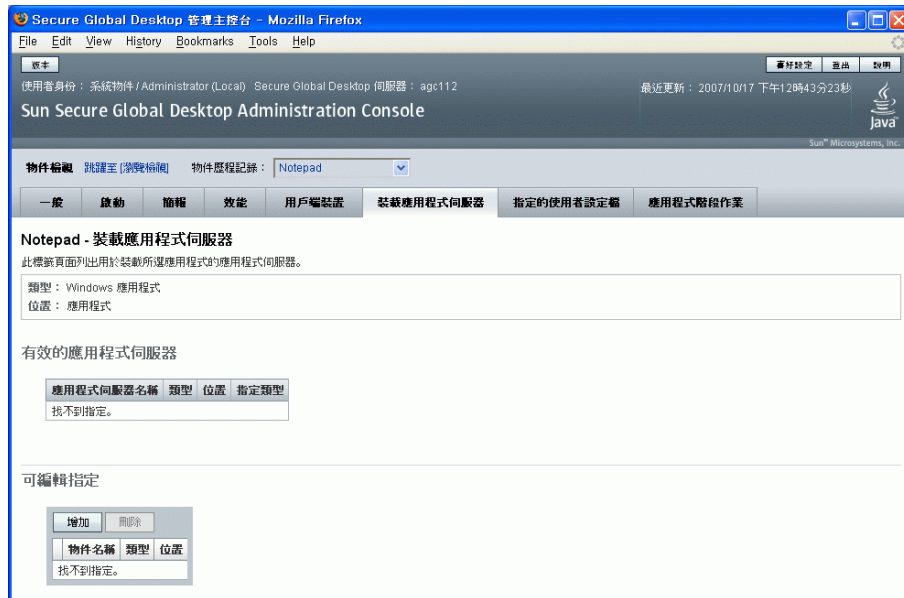 Secure Global Desktop 管理主控台 - Mozilla Firefox
File Edit View History Bookmarks Tools Help
版本 喜好設定 登出 說明
使用者身份： 系統物件 / Administrator (Local) Secure Global Desktop 伺服器： agc112 最近更新： 2007/10/17 下午12時43分23秒
Sun Secure Global Desktop Administration Console
Java
Sun™ Microsystems, Inc.
物件檢視 跳躍至 [瀏覽檢視] 物件歷程記錄： Notepad
一般 啟動 簡報 效能 用戶端裝置 裝載應用程式伺服器 指定的使用者設定檔 應用程式階段作業
Notepad - 裝載應用程式伺服器
此標籤頁面列出用於裝載所選應用程式的應用程式伺服器。
類型： Windows 應用程式
位置： 應用程式
有效的應用程式伺服器
應用程式伺服器名稱 類型 位置 指定類型
找不到指定。
可編輯指定
增加 刪除
物件名稱 類型 位置
找不到指定。